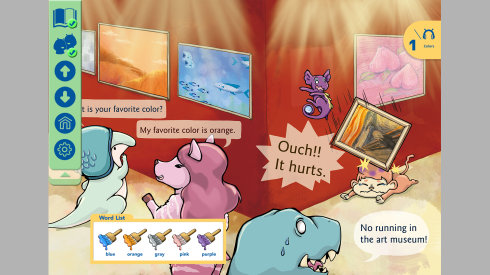 1
Colors
t is your favorite color?
My favorite color is orange.
Ouch!!
It hurts.
No running in
the art museum!
Word List
blue
orange
gray
pink
purple